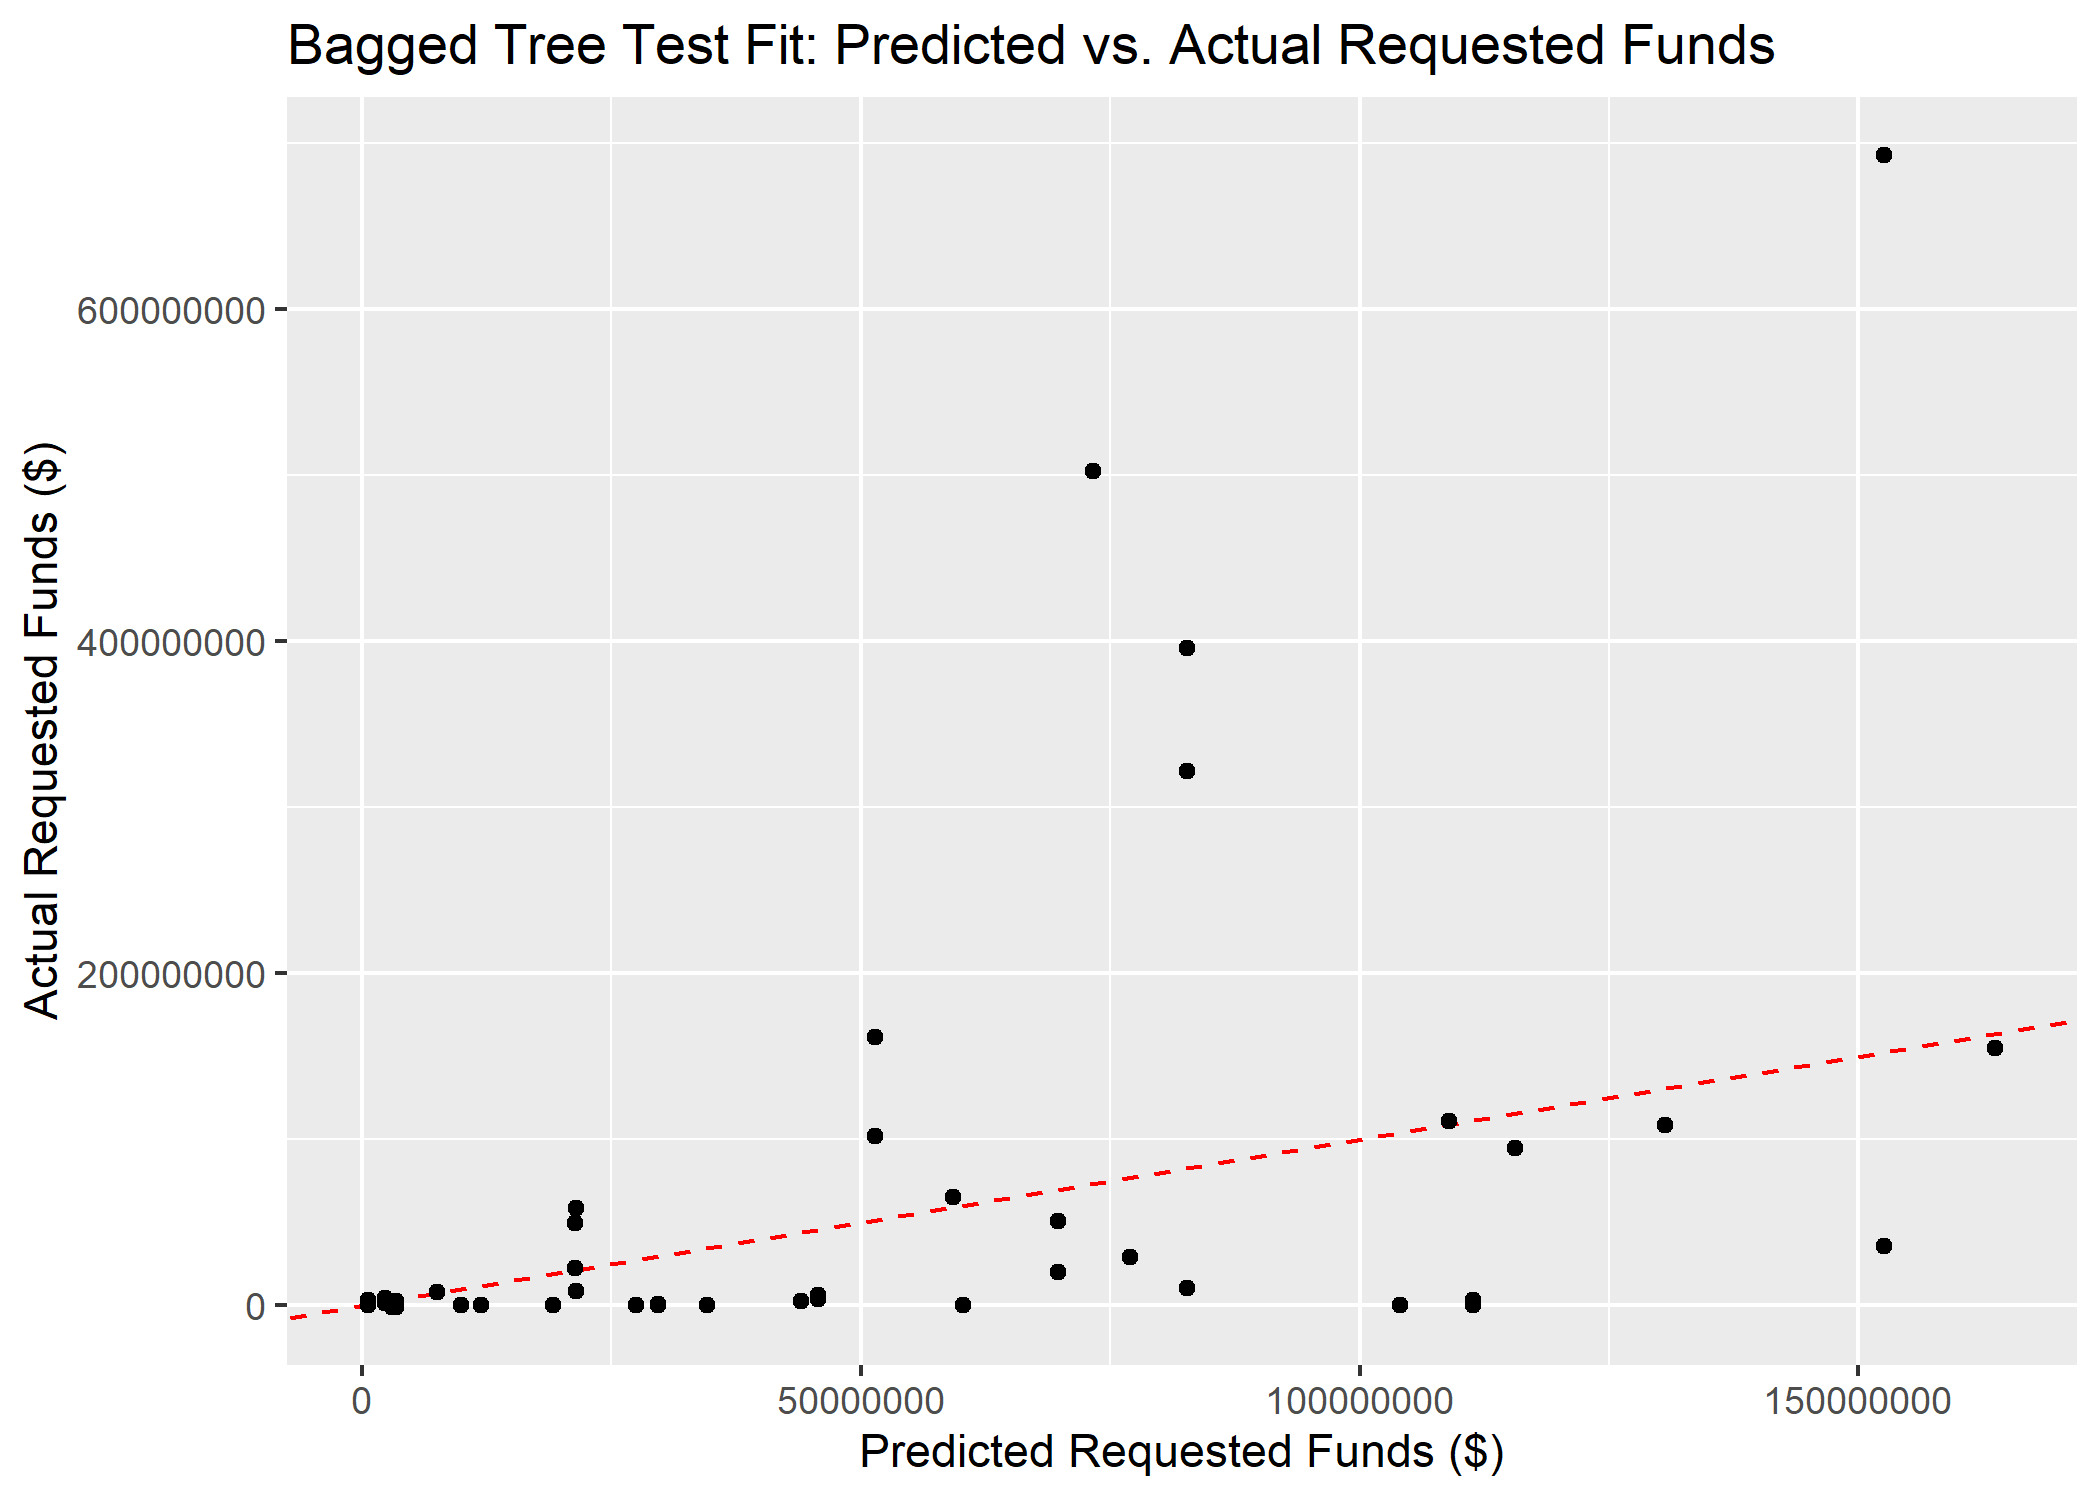 Bagged Tree Test Fit: Predicted vs. Actual Requested Funds
Actual Requested Funds ($)
600000000
400000000
200000000
0
0
50000000
100000000
150000000
Predicted Requested Funds ($)